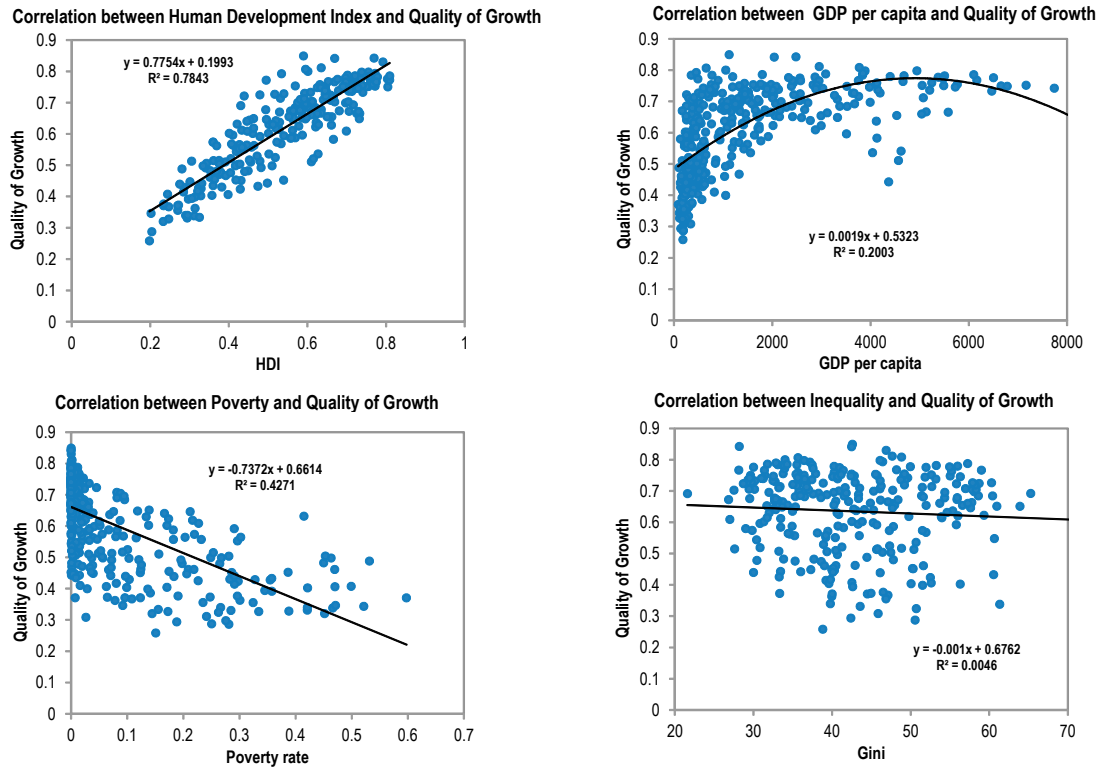 Correlation between Human Development Index and Quality of Growth
y = 0.7754x + 0.1993
R² = 0.7843
Quality of Growth
0.9
0.8
0.7
0.6
0.5
0.4
0.3
0.2
0.1
0
0 0.2 0.4 0.6 0.8 1
HDI
Correlation between GDP per capita and Quality of Growth
y = 0.0019x + 0.5323
R² = 0.2003
Quality of Growth
0.9
0.8
0.7
0.6
0.5
0.4
0.3
0.2
0.1
0
0 2000 4000 6000 8000
GDP per capita
Correlation between Poverty and Quality of Growth
y = -0.7372x + 0.6614
R² = 0.4271
Quality of Growth
0.9
0.8
0.7
0.6
0.5
0.4
0.3
0.2
0.1
0
0 0.1 0.2 0.3 0.4 0.5 0.6 0.7
Poverty rate
Correlation between Inequality and Quality of Growth
y = -0.001x + 0.6762
R² = 0.0046
Quality of Growth
0.9
0.8
0.7
0.6
0.5
0.4
0.3
0.2
0.1
0
20 30 40 50 60 70
Gini